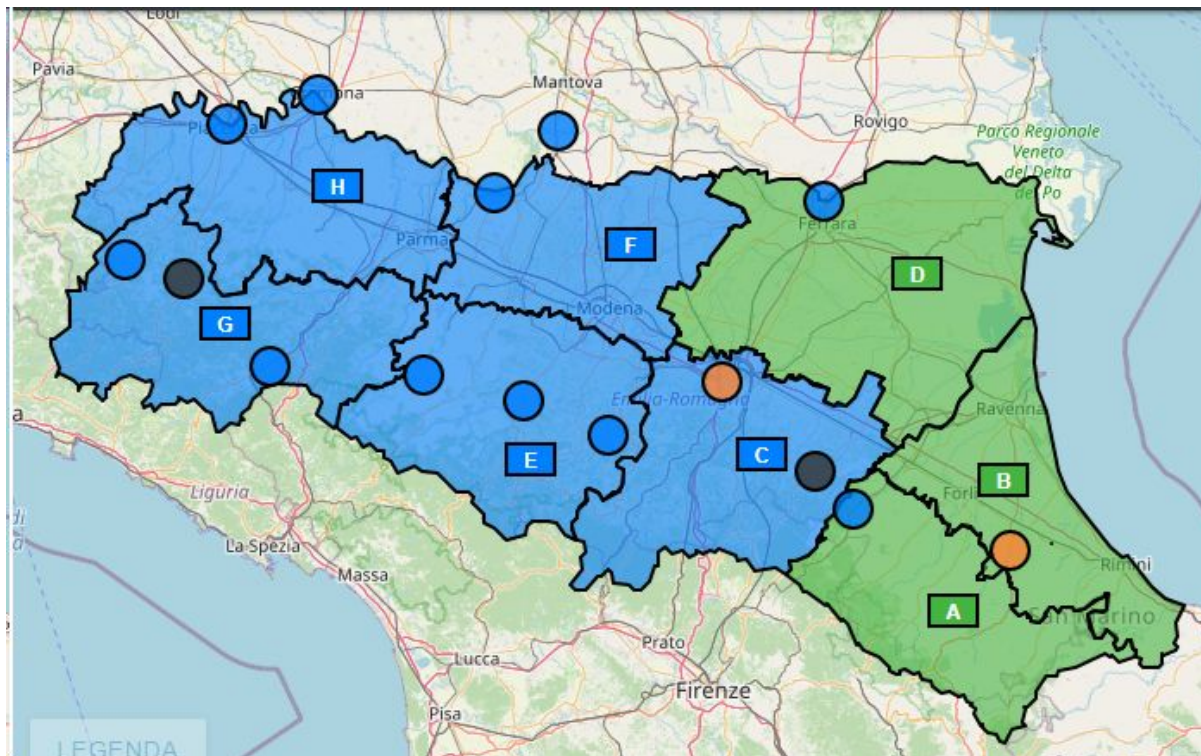 Lodi
Pavia
Mantova
Rovigo
Parco Regionale
Veneto
del Delta
del Po
H
Ferrara
Parma
F
D
G
Modena
Emilia-Romagna
Ravenna
E
C
B
Forlì
Liguria
La Spezia
Rimini
Massa
A
San Marino
Prato
Lucca
Firenze
Pisa
LEGENDA